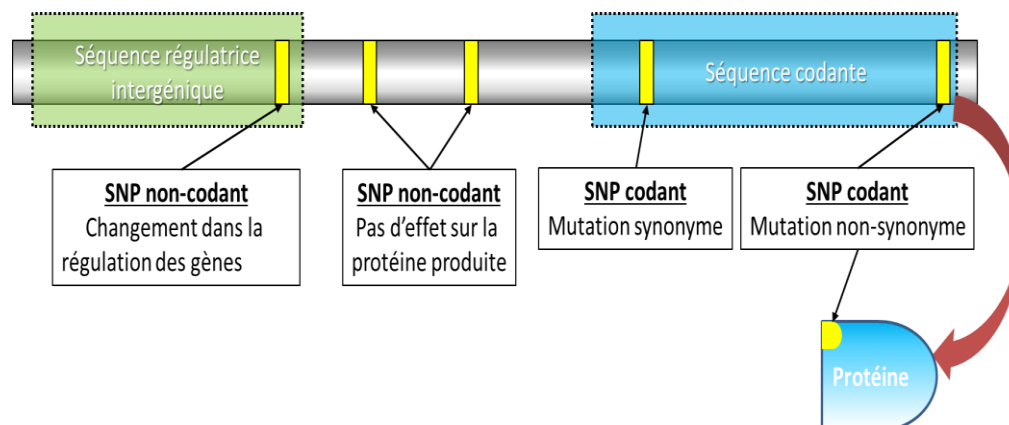 Séquence régulatrice
intergénique
Séquence codante
SNP non-codant
Changement dans la
régulation des gènes
SNP non-codant
Pas d'effet sur la
protéine produite
SNP codant
Mutation synonyme
SNP codant
Mutation non-synonyme
Protéine